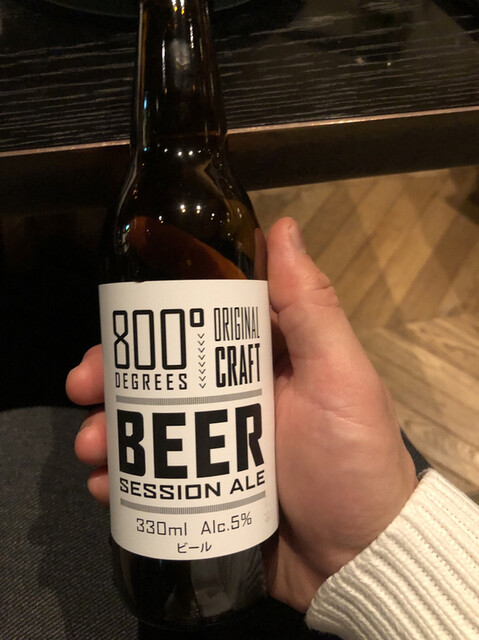 800°
DEGREES
ORIGINAL
CRAFT
BEER
SESSION ALE
330ml Alc.5%
ビール